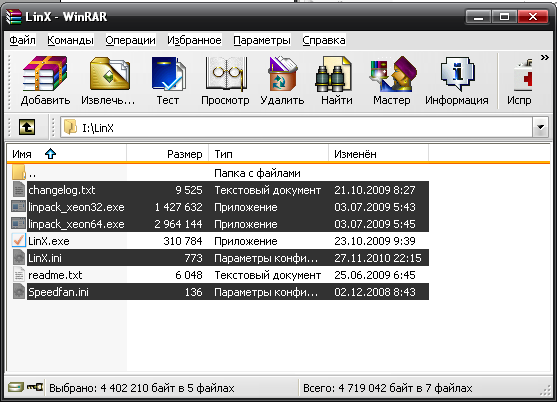 LinX - WinRAR
Файл Команды Операции Избранное Параметры Справка
Добавить Извлечь... Тест Просмотр Удалить Найти Мастер Информация Испр
I:\LinX
Имя Размер Тип Изменён
.. Папка с файлами
changelog.txt 9 525 Текстовый документ 21.10.2009 8:27
linpack_xeon32.exe 1 427 632 Приложение 03.07.2009 5:43
linpack_xeon64.exe 2 964 144 Приложение 03.07.2009 5:45
LinX.exe 310 784 Приложение 23.10.2009 9:39
LinX.ini 773 Параметры конфи... 27.11.2010 22:15
readme.txt 6 048 Текстовый документ 25.06.2009 6:45
Speedfan.ini 136 Параметры конфи... 02.12.2008 8:43
Выбрано: 4 402 210 байт в 5 файлах Всего: 4 719 042 байт в 7 файлах